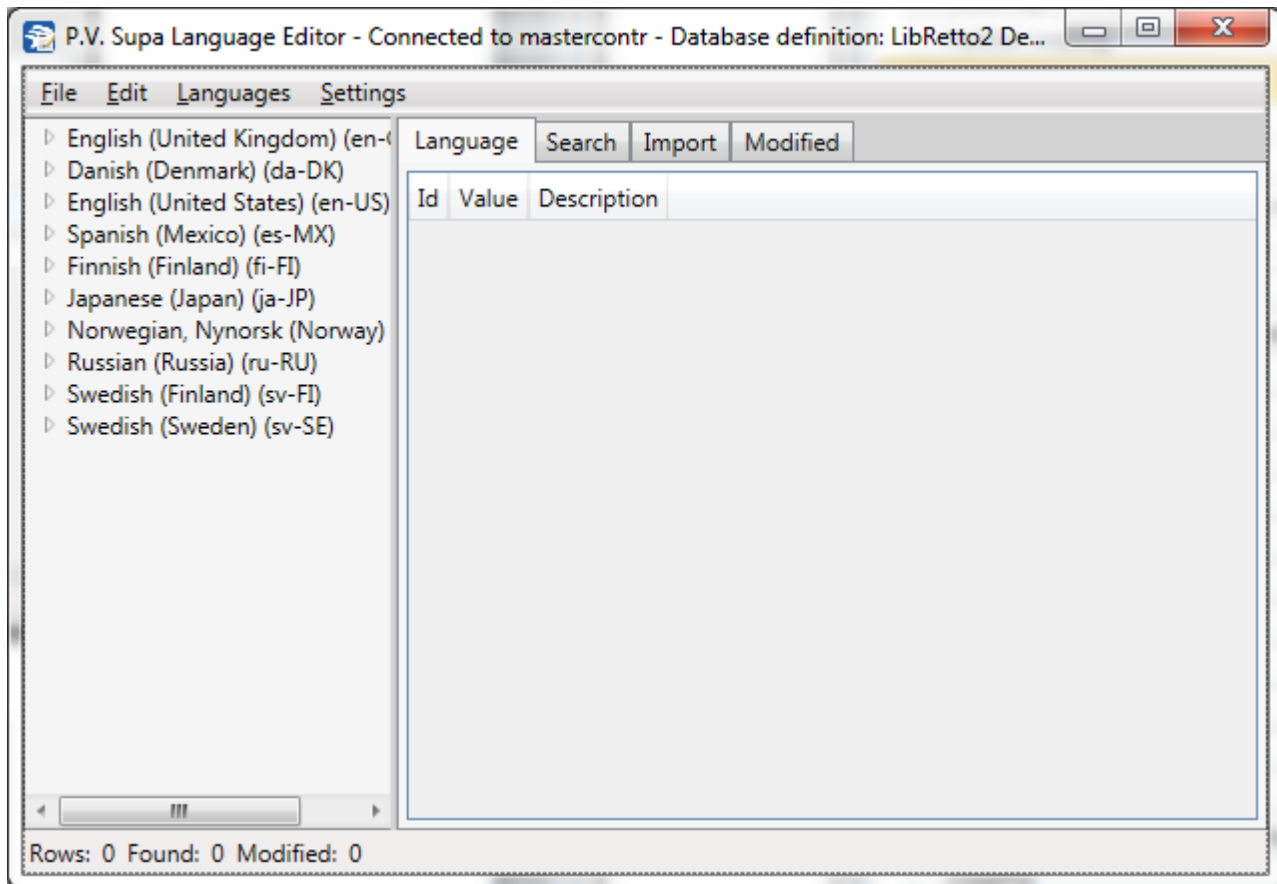 P.V. Supa Language Editor - Connected to mastercontr - Database definition: LibRetto2 De...
File Edit Languages Settings
English (United Kingdom) (en-
Danish (Denmark) (da-DK)
English (United States) (en-US)
Spanish (Mexico) (es-MX)
Finnish (Finland) (fi-FI)
Japanese (Japan) (ja-JP)
Norwegian, Nynorsk (Norway)
Russian (Russia) (ru-RU)
Swedish (Finland) (sv-FI)
Swedish (Sweden) (sv-SE)
Language Search Import Modified
Id Value Description
Rows: 0 Found: 0 Modified: 0